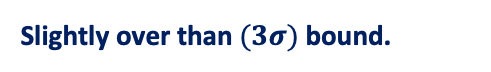 Slightly over than (3σ) bound.